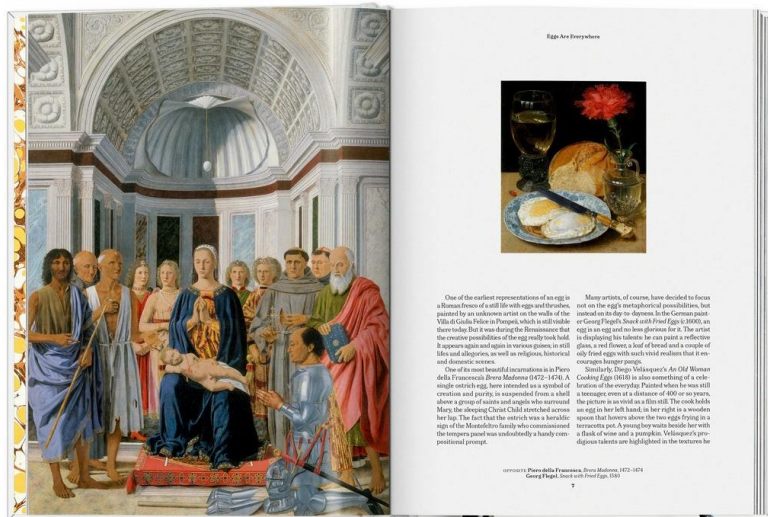 Eggs Are Everywhere
One of the earliest representations of an egg is
a Roman fresco of a still life with eggs and thrushes,
painted by an unknown artist on the walls of the
Villa di Giulia Felice in Pompeii, which is still visible
there today. But it was during the Renaissance that
the creative possibilities of the egg really took hold.
It appears again and again in various guises; in still
lifes and allegories, as well as religious, historical
and domestic scenes.
One of its most beautiful incarnations is in Piero
della Francesca's Brera Madonna (1472–1474). A
single ostrich egg, here intended as a symbol of
creation and purity, is suspended from a shell
above a group of saints and angels who surround
Mary, the sleeping Christ Child stretched across
her lap. The fact that the ostrich was a heraldic
sign of the Montefeltro family who commissioned
the tempera panel was undoubtedly a handy com-
positional prompt.
Many artists, of course, have decided to focus
not on the egg's metaphorical possibilities, but
instead on its day-to-dayness. In the German paint-
er Georg Flegel's Snack with Fried Eggs (c.1600), an
egg is an egg and no less glorious for it. The artist
is displaying his talents: he can paint a reflective
glass, a red flower, a loaf of bread and a couple of
oily fried eggs with such vivid realism that it en-
courages hunger pangs.
Similarly, Diego Velásquez's An Old Woman
Cooking Eggs (1618) is also something of a cele-
bration of the everyday. Painted when he was still
a teenager, even at a distance of 400 or so years,
the picture is as vivid as a film still. The cook holds
an egg in her left hand; in her right is a wooden
spoon that hovers above the two eggs frying in a
terracotta pot. A young boy waits beside her with
a flask of wine and a pumpkin. Velásquez's pro-
digious talents are highlighted in the textures he
OPPOSITE Piero della Francesca, Brera Madonna, 1472–1474
Georg Flegel, Snack with Fried Eggs,
7